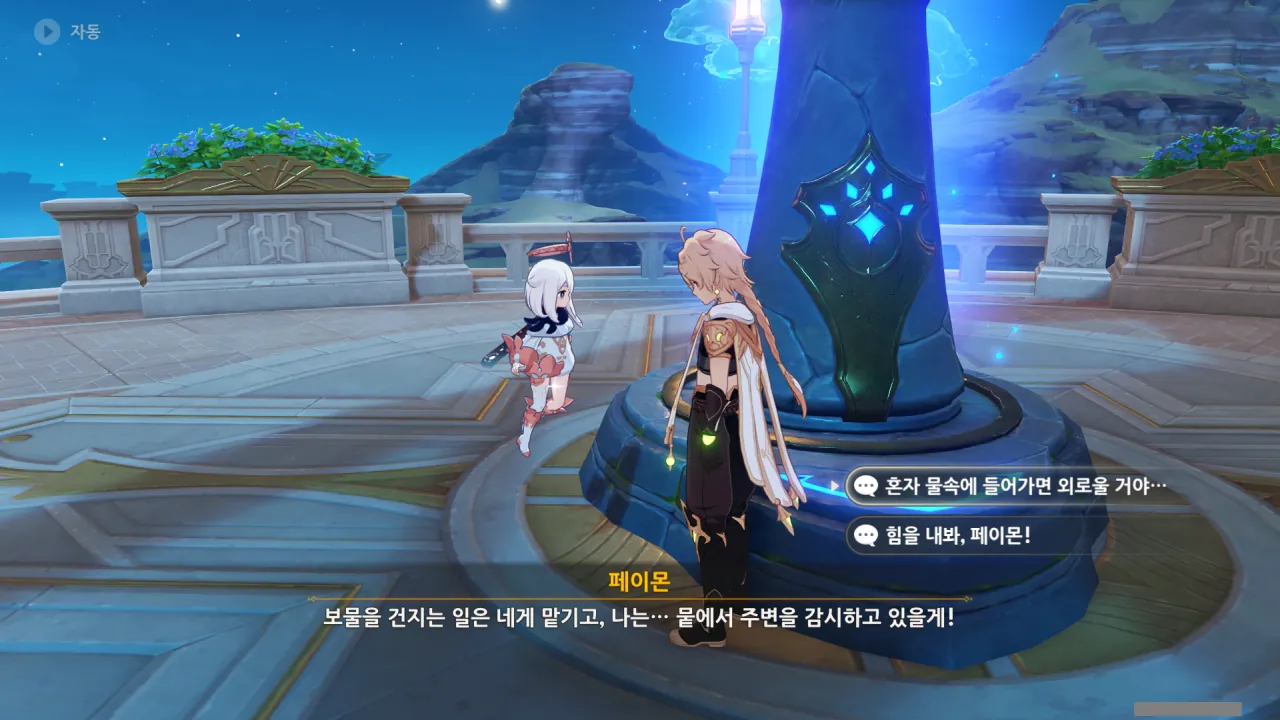 자동
혼자 물속에 들어가면 외로울 거야…
힘을 내봐, 페이몬!
페이몬
보물을 건지는 일은 네게 맡기고, 나는… 뭍에서 주변을 감시하고 있을게!